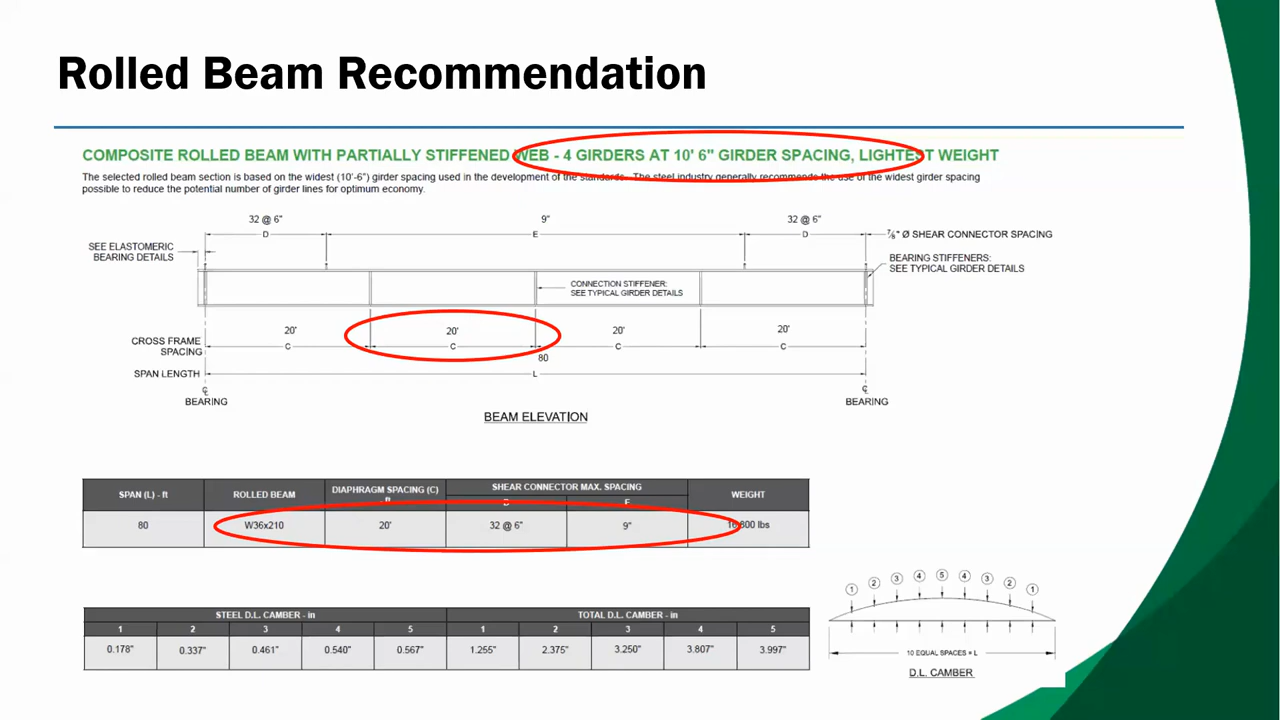 Rolled Beam Recommendation
COMPOSITE ROLLED BEAM WITH PARTIALLY STIFFENED WEB - 4 GIRDERS AT 10' 6" GIRDER SPACING, LIGHTEST WEIGHT
The selected rolled beam section is based on the widest (10'-6") girder spacing used in the development of the standards. The steel industry generally recommends the use of the widest girder spacing
possible to reduce the potential number of girder lines for optimum economy.
32 @ 6" 9" 32 @ 6"
D E D 7/8" Ø SHEAR CONNECTOR SPACING
SEE ELASTOMERIC
BEARING DETAILS
BEARING STIFFENERS:
SEE TYPICAL GIRDER DETAILS
CONNECTION STIFFENER:
SEE TYPICAL GIRDER DETAILS
20' 20' 20' 20'
CROSS FRAME
SPACING
C C C C
80
SPAN LENGTH L
℄ ℄
BEARING BEARING
BEAM ELEVATION
SPAN (L) - ft ROLLED BEAM DIAPHRAGM SPACING (C) - ft SHEAR CONNECTOR MAX. SPACING WEIGHT
D E
80 W36x210 20' 32 @ 6" 9" 16,800 lbs
1 2 3 4 5 4 3 2 1
STEEL D.L. CAMBER - in TOTAL D.L. CAMBER - in
1 2 3 4 5 1 2 3 4 5
0.178" 0.337" 0.461" 0.540" 0.567" 1.255" 2.375" 3.250" 3.807" 3.997"
10 EQUAL SPACES = L
D.L. CAMBER